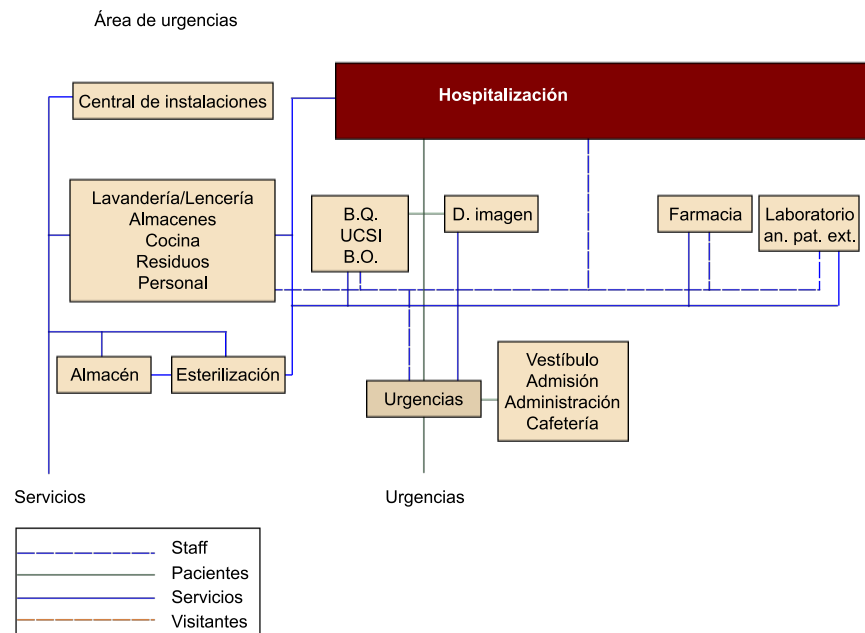 Área de urgencias
Hospitalización
Central de instalaciones
Lavandería/Lencería
Almacenes
Cocina
Residuos
Personal
B.Q.
UCSI
B.O.
D. imagen
Farmacia
Laboratorio
an. pat. ext.
Almacén
Esterilización
Urgencias
Vestíbulo
Admisión
Administración
Cafetería
Servicios
Urgencias
Staff
Pacientes
Servicios
Visitantes